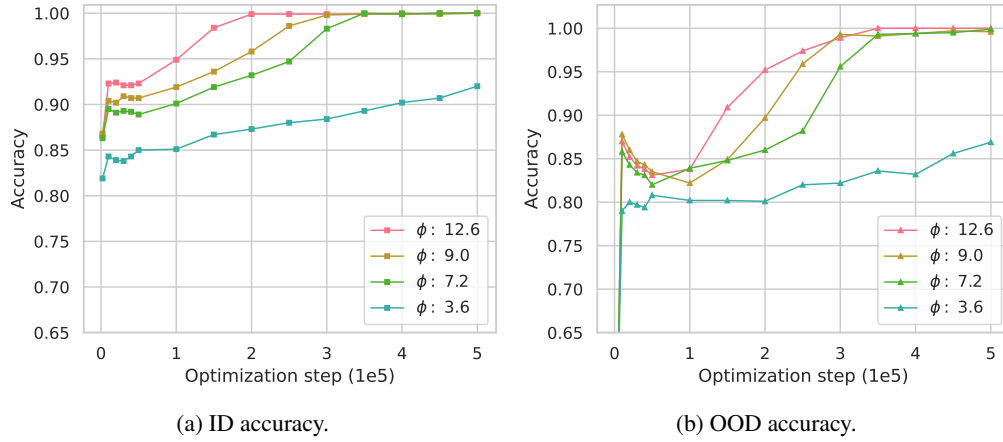 1.00
0.95
0.90
0.85
0.80
0.75
0.70
0.65
Accuracy
ϕ : 12.6
ϕ : 9.0
ϕ : 7.2
ϕ : 3.6
0 1 2 3 4 5
Optimization step (1e5)
(a) ID accuracy.
1.00
0.95
0.90
0.85
0.80
0.75
0.70
0.65
Accuracy
ϕ : 12.6
ϕ : 9.0
ϕ : 7.2
ϕ : 3.6
0 1 2 3 4 5
Optimization step (1e5)
(b) OOD accuracy.